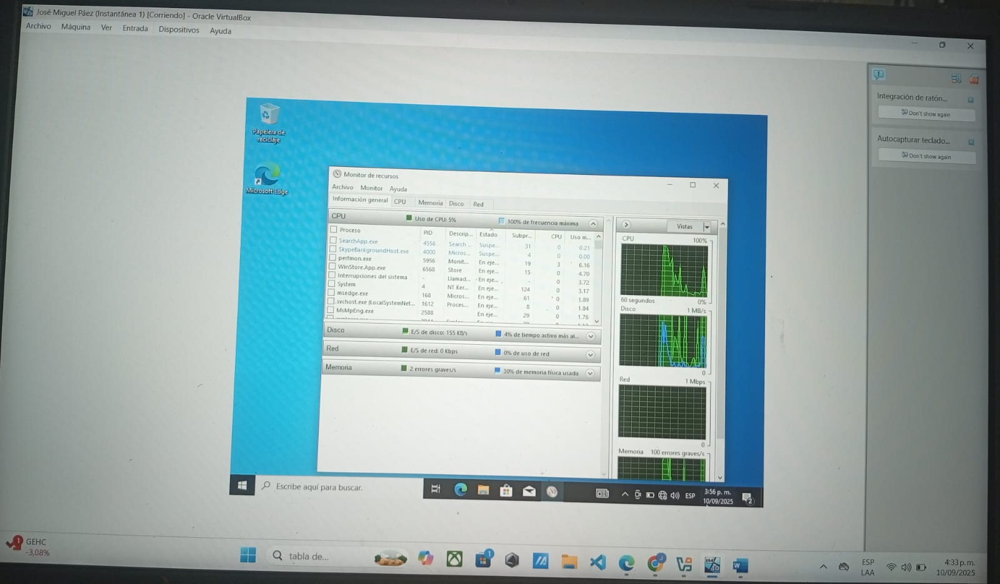 José Miguel Páez (Instantánea 1) [Corriendo] - Oracle VirtualBox
Archivo Máquina Ver Entrada Dispositivos Ayuda
Integración de ratón...
Don't show again
Autocapturar teclado...
Don't show again
Papelera de
reciclaje
Microsoft Edge
Monitor de recursos
Archivo Monitor Ayuda
Información general CPU Memoria Disco Red
CPU Uso de CPU: 5% 100% de frecuencia máxima
Proceso PID Descrip... Estado Subpr... CPU Uso m...
SearchApp.exe 4556 Search ... Suspe... 31 0 0.21
SkypeBackgroundHost.exe 4000 Micros... Suspe... 4 0 0.00
perfmon.exe 5956 Monit... En eje... 19 3 6.16
WinStore.App.exe 6568 Store En eje... 15 0 4.70
Interrupciones del sistema - Llamad... En eje... - 0 3.72
System 4 NT Ker... En eje... 124 0 3.17
msedge.exe 168 Micros... En eje... 61 0 1.89
svchost.exe (LocalSystemNet... 1612 Proces... En eje... 8 0 1.84
MsMpEng.exe 2588 En eje... 29 0 1.76
Disco E/S de disco: 155 KB/s 4% de tiempo activo más al...
Red E/S de red: 0 Kbps 0% de uso de red
Memoria 2 errores graves/s 30% de memoria física usada
Vistas
CPU 100%
60 segundos 0%
Disco 1 MB/s
0
Red 1 Mbps
0
Memoria 100 errores graves/s
Escribe aquí para buscar.
ESP
3:56 p. m.
10/09/2025
2
1
GEHC
-3,08%
tabla de...
1
J
ESP
LAA
4:33 p. m.
10/09/2025